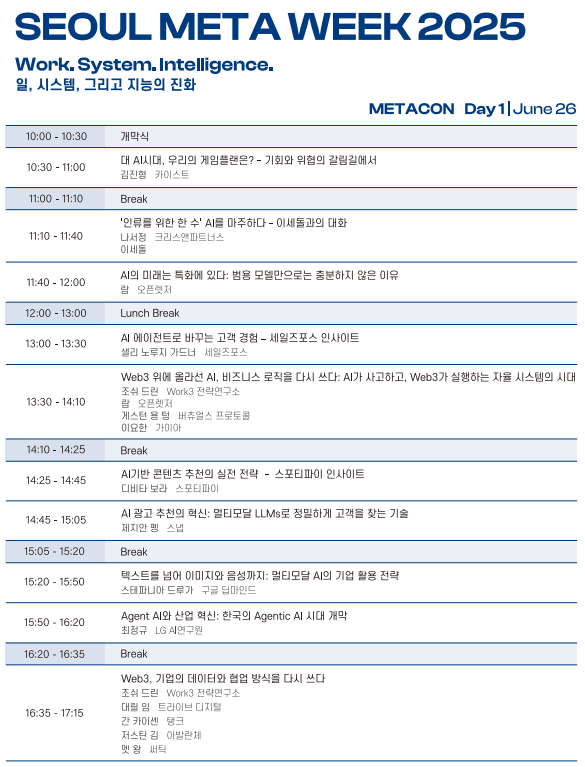 SEOUL META WEEK 2025
Work. System. Intelligence.
일, 시스템, 그리고 지능의 진화
METACON Day 1 | June 26
10:00 - 10:30 개막식
10:30 - 11:00 대 AI시대, 우리의 게임플랜은? - 기회와 위협의 갈림길에서
김진형 카이스트
11:00 - 11:10 Break
11:10 - 11:40 '인류를 위한 한 수' AI를 마주하다 - 이세돌과의 대화
나서정 크리스앤파트너스
이세돌
11:40 - 12:00 AI의 미래는 특화에 있다: 범용 모델만으로는 충분하지 않은 이유
람 오픈렛저
12:00 - 13:00 Lunch Break
13:00 - 13:30 AI 에이전트로 바꾸는 고객 경험 – 세일즈포스 인사이트
샐리 노루지 가드너 세일즈포스
13:30 - 14:10 Web3 위에 올라선 AI, 비즈니스 로직을 다시 쓰다: AI가 사고하고, Web3가 실행하는 자율 시스템의 시대
조쉬 드린 Work3 전략연구소
람 오픈렛저
게스턴 용 텅 버츄얼스 프로토콜
이요한 가이아
14:10 - 14:25 Break
14:25 - 14:45 AI기반 콘텐츠 추천의 실전 전략 – 스포티파이 인사이트
디비타 보라 스포티파이
14:45 - 15:05 AI 광고 추천의 혁신: 멀티모달 LLMs로 정밀하게 고객을 찾는 기술
제지안 펭 스냅
15:05 - 15:20 Break
15:20 - 15:50 텍스트를 넘어 이미지와 음성까지: 멀티모달 AI의 기업 활용 전략
스테파니아 드루가 구글 딥마인드
15:50 - 16:20 Agent AI와 산업 혁신: 한국의 Agentic AI 시대 개막
최정규 LG AI연구원
16:20 - 16:35 Break
16:35 - 17:15 Web3, 기업의 데이터와 협업 방식을 다시 쓰다
조쉬 드린 Work3 전략연구소
대릴 임 트라이브 디지털
간 카이센 탱크
저스틴 김 아발란체
멧 왕 써틱